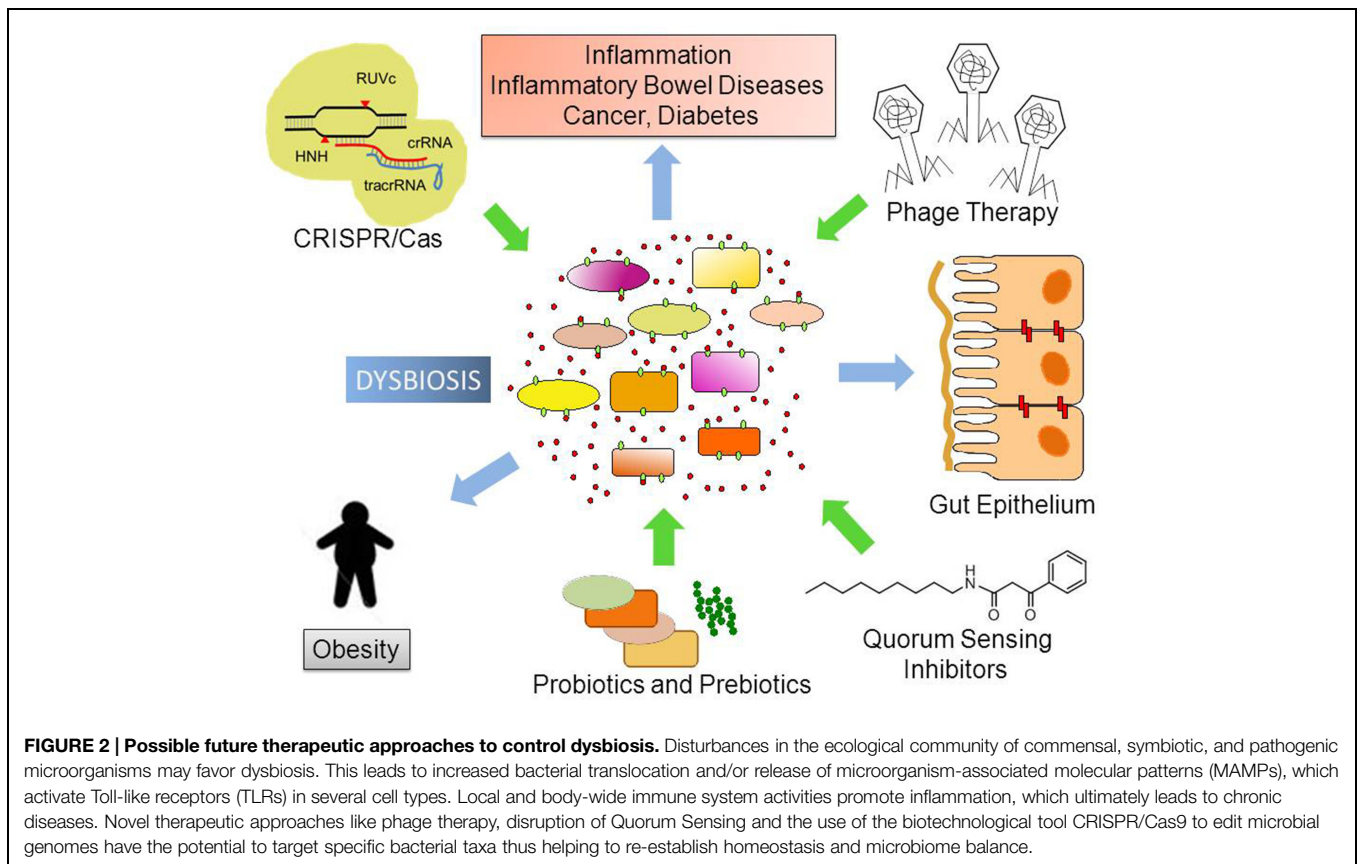 RUVc
HNH
crRNA
tracrRNA
CRISPR/Cas
Inflammation
Inflammatory Bowel Diseases
Cancer, Diabetes
Phage Therapy
DYSBIOSIS
Gut Epithelium
Obesity
Probiotics and Prebiotics
H
N
O
O
Quorum Sensing
Inhibitors
FIGURE 2 | Possible future therapeutic approaches to control dysbiosis. Disturbances in the ecological community of commensal, symbiotic, and pathogenic
microorganisms may favor dysbiosis. This leads to increased bacterial translocation and/or release of microorganism-associated molecular patterns (MAMPs), which
activate Toll-like receptors (TLRs) in several cell types. Local and body-wide immune system activities promote inflammation, which ultimately leads to chronic
diseases. Novel therapeutic approaches like phage therapy, disruption of Quorum Sensing and the use of the biotechnological tool CRISPR/Cas9 to edit microbial
genomes have the potential to target specific bacterial taxa thus helping to re-establish homeostasis and microbiome balance.